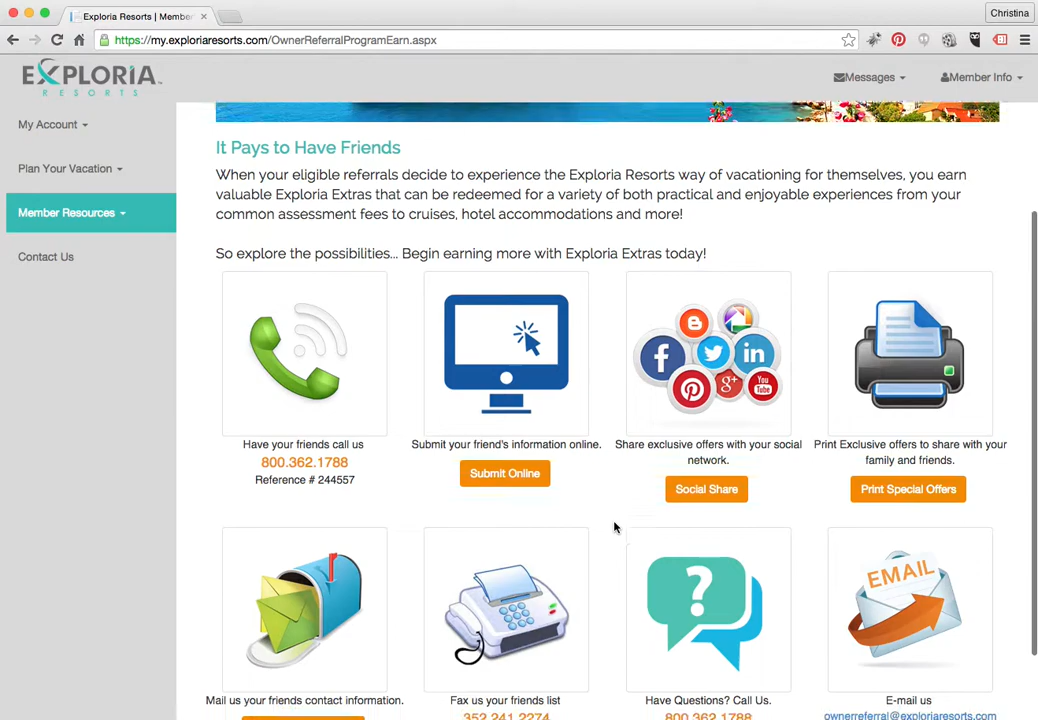 Exploria Resorts | Member
Christina
https://my.exploriaresorts.com/OwnerReferralProgramEarn.aspx
EXPLORIA
RESORTS
Messages
Member Info
My Account
Plan Your Vacation
Member Resources
Contact Us
It Pays to Have Friends
When your eligible referrals decide to experience the Exploria Resorts way of vacationing for themselves, you earn
valuable Exploria Extras that can be redeemed for a variety of both practical and enjoyable experiences from your
common assessment fees to cruises, hotel accommodations and more!
So explore the possibilities... Begin earning more with Exploria Extras today!
Have your friends call us
800.362.1788
Reference # 244557
Submit your friend's information online.
Submit Online
You
Tube
Share exclusive offers with your social
network.
Social Share
Print Exclusive offers to share with your
family and friends.
Print Special Offers
Mail us your friends contact information.
Fax us your friends list
352.241.2274
Have Questions? Call Us.
800.362.1788
EMAIL
E-mail us
ownerreferral@exploriaresorts.com